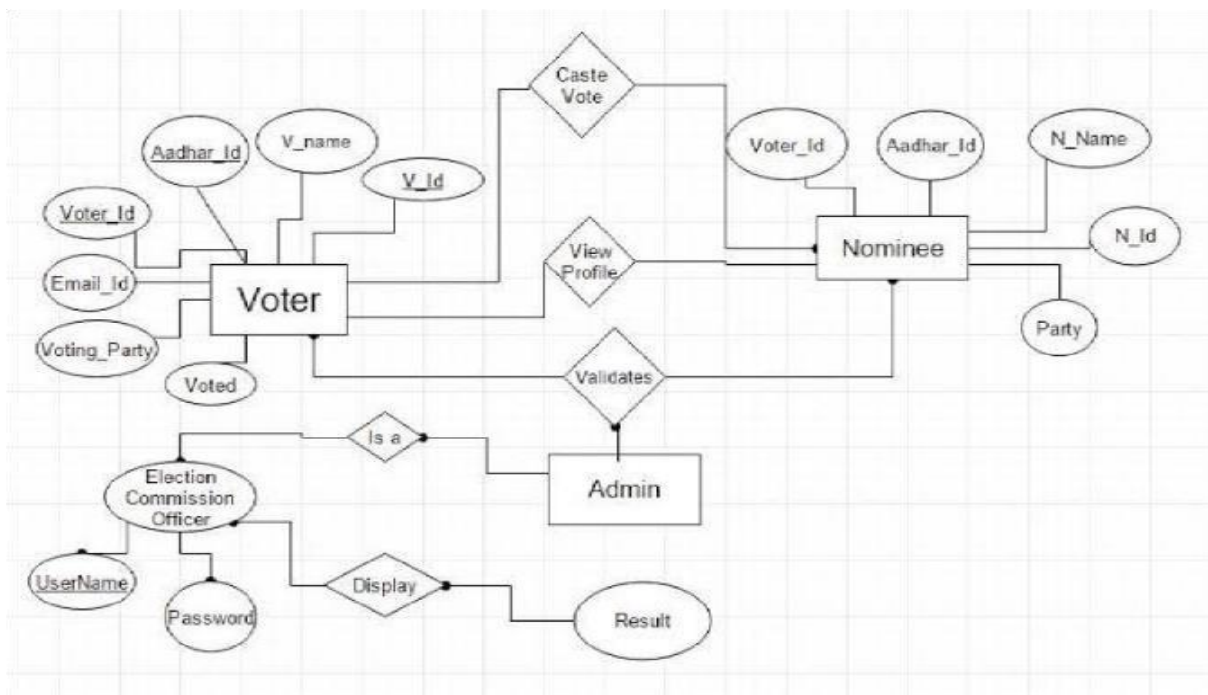 Caste
Vote
V_name
Aadhar_Id
V_Id
Voter_Id
Email_Id
Voting_Party
Voted
Voter
View
Profile
Voter_Id
Aadhar_Id
N_Name
N_Id
Nominee
Party
Validates
Is a
Admin
Election
Commission
Officer
UserName
Password
Display
Result